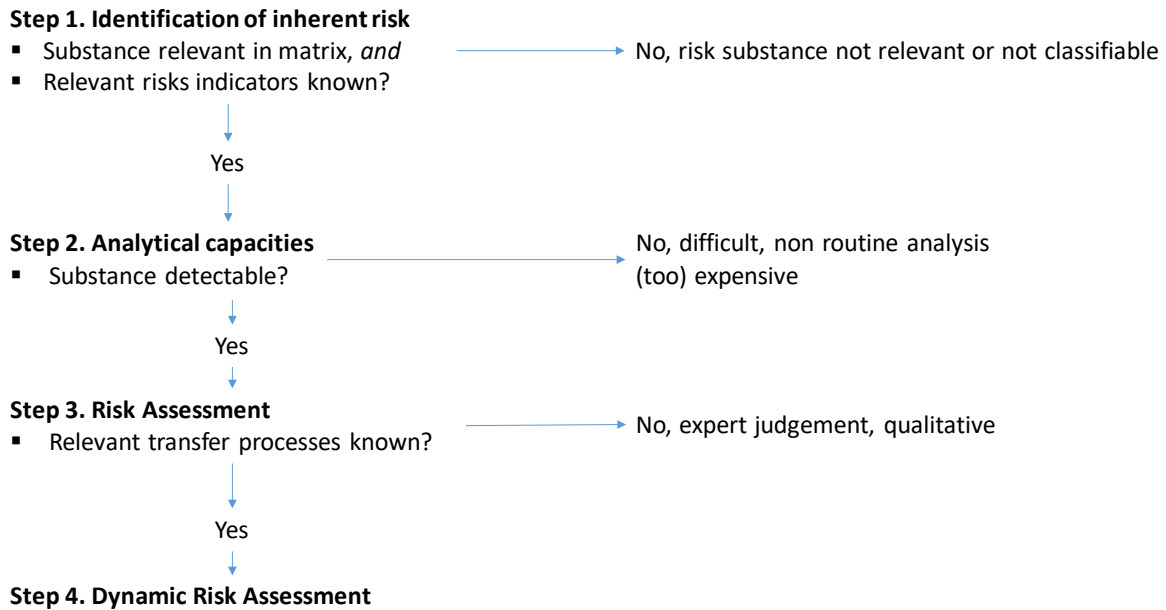 Step 1. Identification of inherent risk
▪ Substance relevant in matrix, and
No, risk substance not relevant or not classifiable
▪ Relevant risks indicators known?
Yes
Step 2. Analytical capacities
No, difficult, non routine analysis
▪ Substance detectable?
(too) expensive
Yes
Step 3. Risk Assessment
No, expert judgement, qualitative
▪ Relevant transfer processes known?
Yes
Step 4. Dynamic Risk Assessment